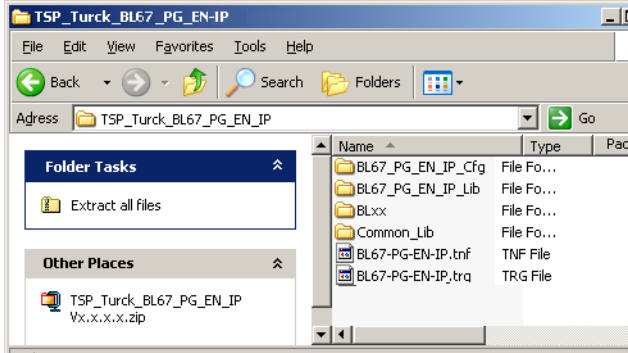 TSP_Turck_BL67_PG_EN-IP
File Edit View Favorites Tools Help
Back Search Folders
Adress TSP_Turck_BL67_PG_EN_IP Go
Name Type Pac
Folder Tasks
Extract all files
Other Places
TSP_Turck_BL67_PG_EN_IP
Vx.x.x.x.zip
BL67_PG_EN_IP_Cfg File Fo...
BL67_PG_EN_IP_Lib File Fo...
BLxx File Fo...
Common_Lib File Fo...
BL67-PG-EN-IP.tnf TNF File
BL67-PG-EN-IP.trg TRG File